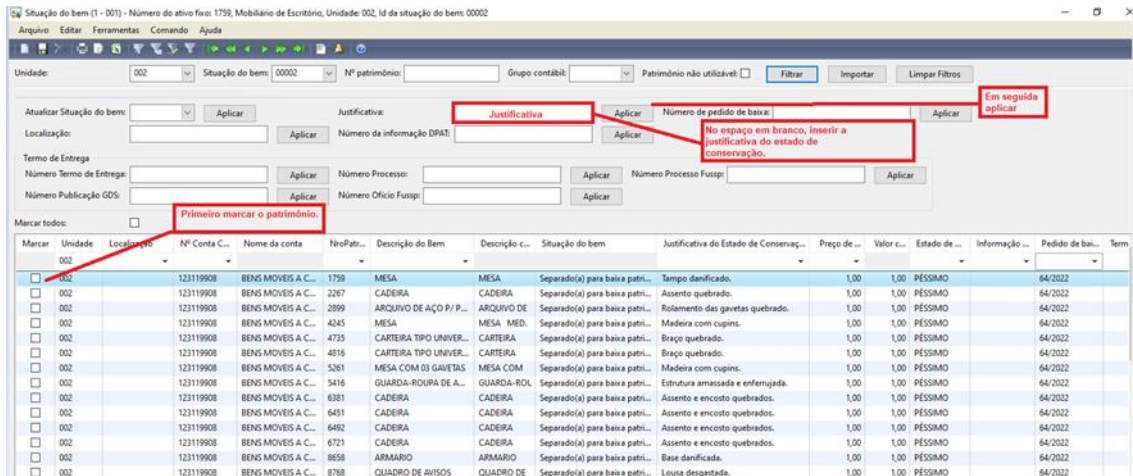 Situação do bem (1 - 001) - Número do ativo fixo: 1759, Mobiliário de Escritório, Unidade: 002, Id da situação do bem: 00002
Arquivo Editar Ferramentas Comando Ajuda
Unidade: 002 Situação do bem: 00002 Nº patrimônio: Grupo contábil: Patrimônio não utilizável: Filtrar Importar Limpar Filtros
Atualizar Situação do bem: Aplicar Justificativa: Justificativa Aplicar Número de pedido de baixa: Aplicar
Em seguida
aplicar
Localização: Aplicar Número da informação DPAT: Aplicar
No espaço em branco, inserir a
justificativa do estado de
conservação.
Termo de Entrega
Número Termo de Entrega: Aplicar Número Processo: Aplicar Número Processo Fussp: Aplicar
Número Publicação GDS: Aplicar Número Ofício Fussp: Aplicar
Primeiro marcar o patrimônio.
Marcar todos:
Marcar Unidade Localização Nº Conta C... Nome da conta NroPatr... Descrição do Bem Descrição c... Situação do bem Justificativa do Estado de Conservaç... Preço de ... Valor c... Estado de ... Informação ... Pedido de bai... Term
002
002 123119908 BENS MOVEIS A C... 1759 MESA MESA Separado(a) para baixa patri... Tampo danificado. 1,00 1,00 PÉSSIMO 64/2022
002 123119908 BENS MOVEIS A C... 2267 CADEIRA CADEIRA Separado(a) para baixa patri... Assento quebrado. 1,00 1,00 PÉSSIMO 64/2022
002 123119908 BENS MOVEIS A C... 2899 ARQUIVO DE AÇO P/ P... ARQUIVO DE Separado(a) para baixa patri... Rolamento das gavetas quebrado. 1,00 1,00 PÉSSIMO 64/2022
002 123119908 BENS MOVEIS A C... 4245 MESA MESA MED. Separado(a) para baixa patri... Madeira com cupins. 1,00 1,00 PÉSSIMO 64/2022
002 123119908 BENS MOVEIS A C... 4735 CARTEIRA TIPO UNIVER... CARTEIRA Separado(a) para baixa patri... Braço quebrado. 1,00 1,00 PÉSSIMO 64/2022
002 123119908 BENS MOVEIS A C... 4816 CARTEIRA TIPO UNIVER... CARTEIRA Separado(a) para baixa patri... Braço quebrado. 1,00 1,00 PÉSSIMO 64/2022
002 123119908 BENS MOVEIS A C... 5261 MESA COM 03 GAVETAS MESA COM Separado(a) para baixa patri... Madeira com cupins. 1,00 1,00 PÉSSIMO 64/2022
002 123119908 BENS MOVEIS A C... 5416 GUARDA-ROUPA DE A... GUARDA-ROL Separado(a) para baixa patri... Estrutura amassada e enferrujada. 1,00 1,00 PÉSSIMO 64/2022
002 123119908 BENS MOVEIS A C... 6381 CADEIRA CADEIRA Separado(a) para baixa patri... Assento e encosto quebrados. 1,00 1,00 PÉSSIMO 64/2022
002 123119908 BENS MOVEIS A C... 6451 CADEIRA CADEIRA Separado(a) para baixa patri... Assento e encosto quebrados. 1,00 1,00 PÉSSIMO 64/2022
002 123119908 BENS MOVEIS A C... 6492 CADEIRA CADEIRA Separado(a) para baixa patri... Assento e encosto quebrados. 1,00 1,00 PÉSSIMO 64/2022
002 123119908 BENS MOVEIS A C... 6721 CADEIRA CADEIRA Separado(a) para baixa patri... Assento e encosto quebrados. 1,00 1,00 PÉSSIMO 64/2022
002 123119908 BENS MOVEIS A C... 8658 ARMARIO ARMARIO Separado(a) para baixa patri... Base danificada. 1,00 1,00 PÉSSIMO 64/2022
002 123119908 BENS MOVEIS A C... 8768 QUADRO DE AVISOS QUADRO DE Separado(a) para baixa patri... Lousa desgastada. 1,00 1,00 PÉSSIMO 64/2022